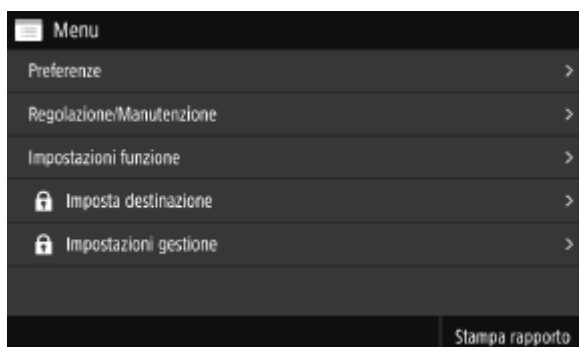 Menu
Preferenze
Regolazione/Manutenzione
Impostazioni funzione
Imposta destinazione
Impostazioni gestione
Stampa rapporto